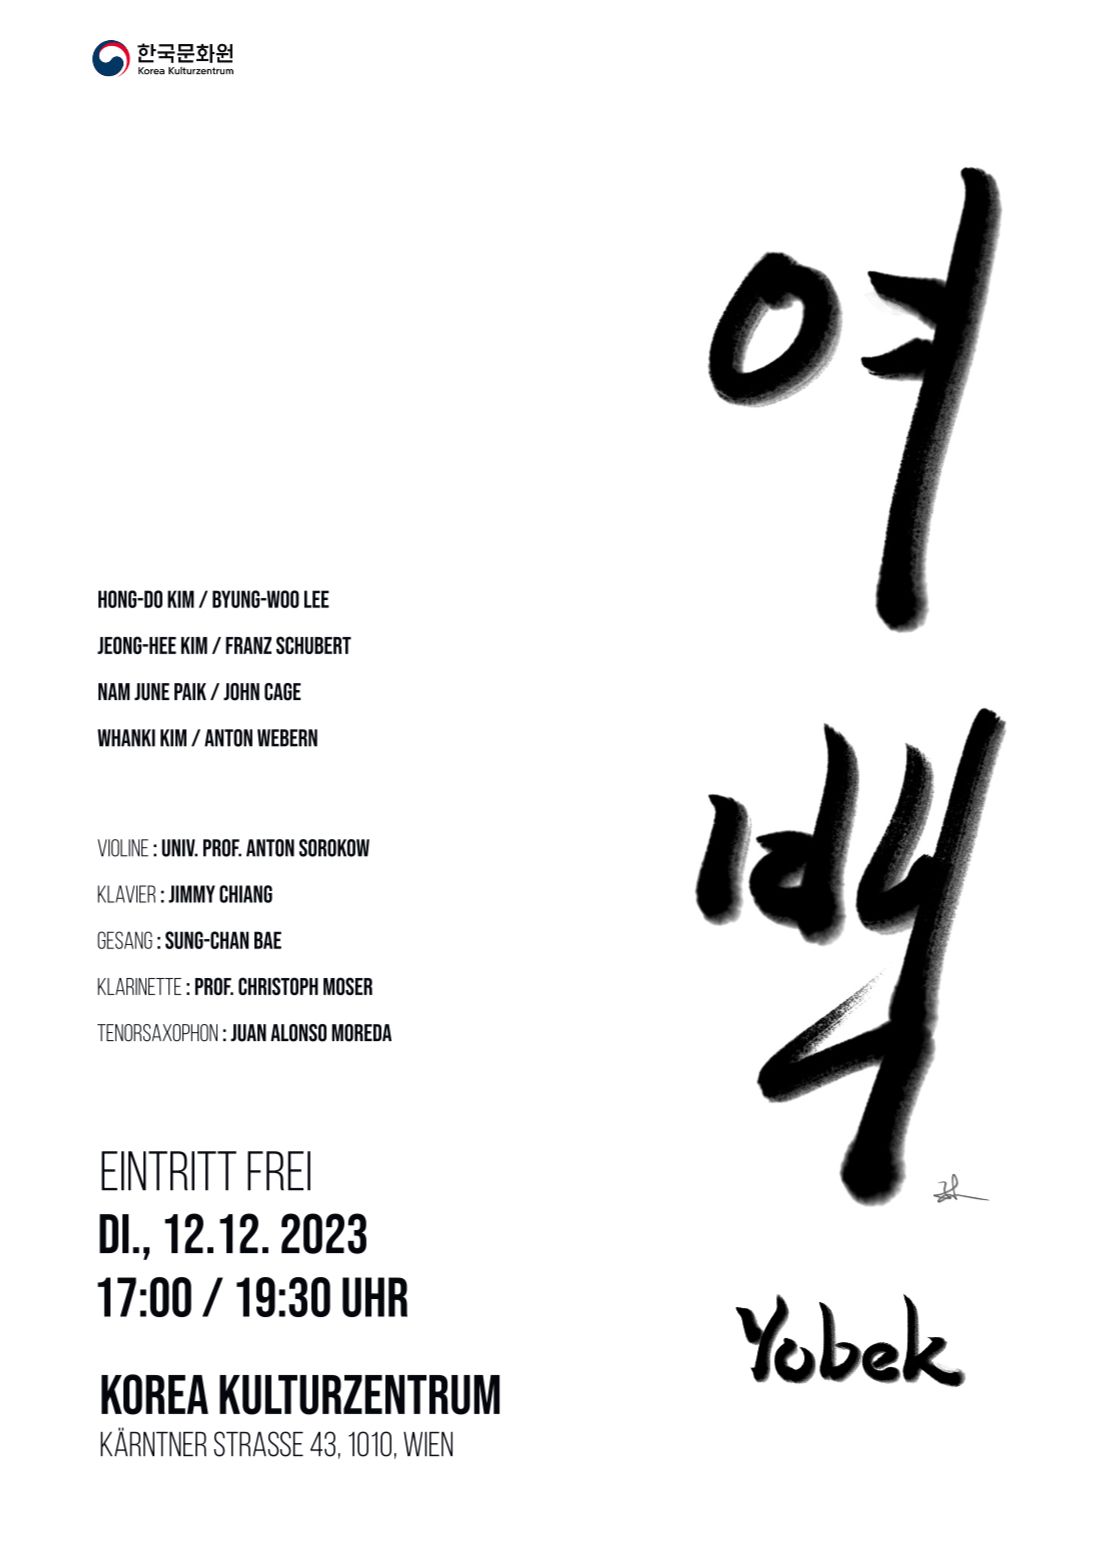 한국문화원
Korea Kulturzentrum
여백
HONG-DO KIM / BYUNG-WOO LEE
JEONG-HEE KIM / FRANZ SCHUBERT
NAM JUNE PAIK / JOHN CAGE
WHANKI KIM / ANTON WEBERN
VIOLINE : UNIV. PROF. ANTON SOROKOW
KLAVIER : JIMMY CHIANG
GESANG : SUNG-CHAN BAE
KLARINETTE : PROF. CHRISTOPH MOSER
TENORSAXOPHON : JUAN ALONSO MOREDA
EINTRITT FREI
DI., 12.12. 2023
17:00 / 19:30 UHR
KOREA KULTURZENTRUM
KÄRNTNER STRASSE 43, 1010, WIEN
Yobek